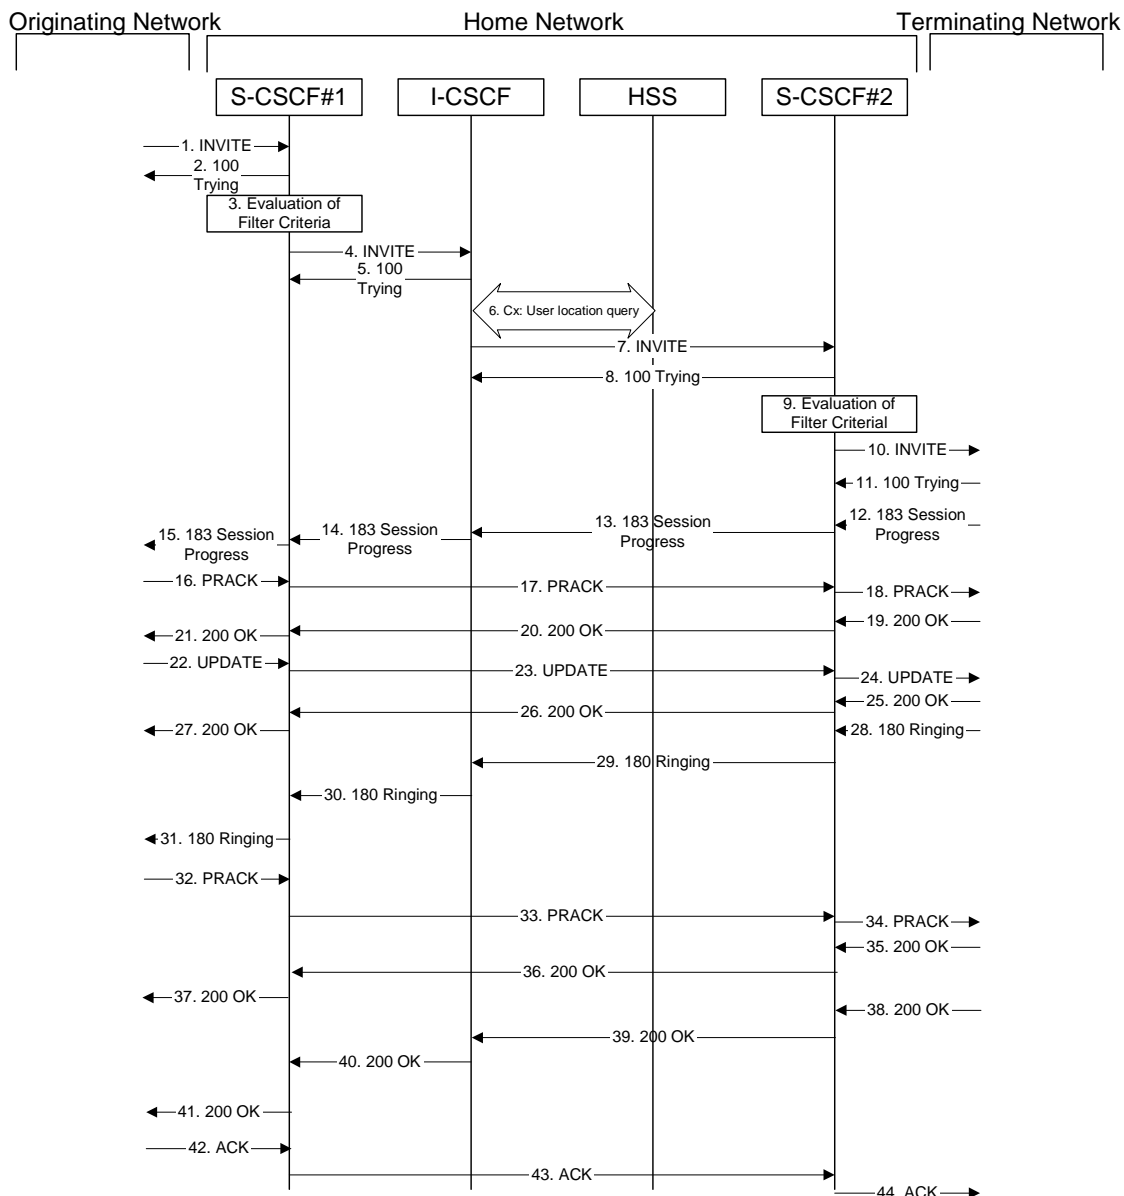 Originating Network
Home Network
Terminating Network
S-CSCF#1
I-CSCF
HSS
S-CSCF#2
1. INVITE
2. 100
Trying
3. Evaluation of
Filter Criteria
4. INVITE
5. 100
Trying
6. Cx: User location query
7. INVITE
8. 100 Trying
9. Evaluation of
Filter Criterial
10. INVITE
11. 100 Trying
12. 183 Session
Progress
13. 183 Session
Progress
14. 183 Session
Progress
15. 183 Session
Progress
16. PRACK
17. PRACK
18. PRACK
19. 200 OK
20. 200 OK
21. 200 OK
22. UPDATE
23. UPDATE
24. UPDATE
25. 200 OK
26. 200 OK
27. 200 OK
28. 180 Ringing
29. 180 Ringing
30. 180 Ringing
31. 180 Ringing
32. PRACK
33. PRACK
34. PRACK
35. 200 OK
36. 200 OK
37. 200 OK
38. 200 OK
39. 200 OK
40. 200 OK
41. 200 OK
42. ACK
43. ACK
44. ACK